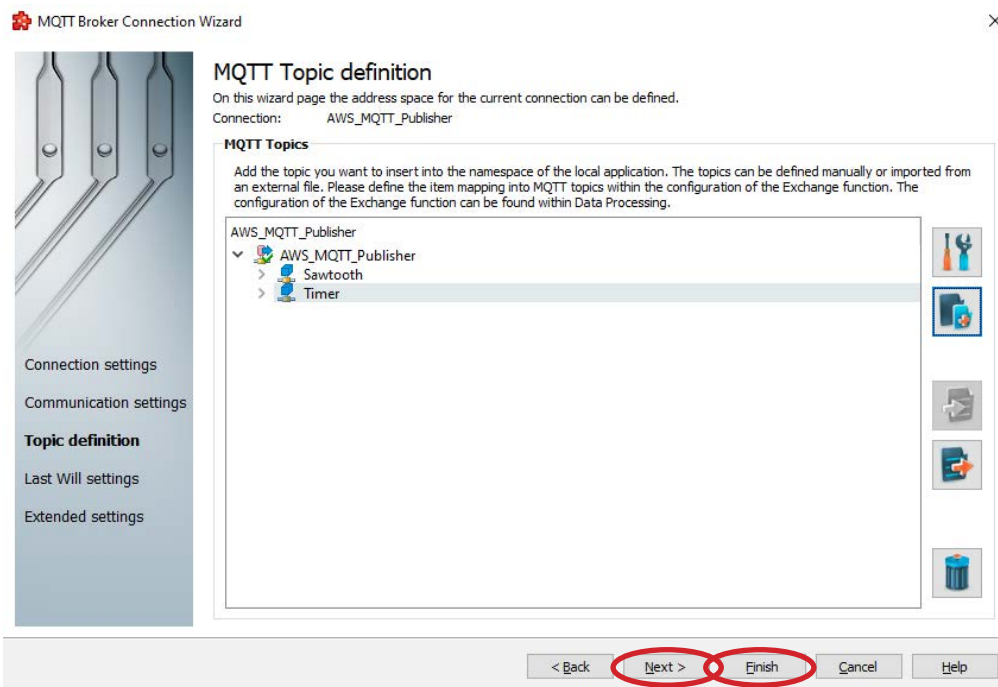 MQTT Broker Connection Wizard
MQTT Topic definition
On this wizard page the address space for the current connection can be defined.
Connection: AWS_MQTT_Publisher
MQTT Topics
Add the topic you want to insert into the namespace of the local application. The topics can be defined manually or imported from
an external file. Please define the item mapping into MQTT topics within the configuration of the Exchange function. The
configuration of the Exchange function can be found within Data Processing.
AWS_MQTT_Publisher
AWS_MQTT_Publisher
Sawtooth
Timer
Connection settings
Communication settings
Topic definition
Last Will settings
Extended settings
< Back Next > Finish Cancel Help